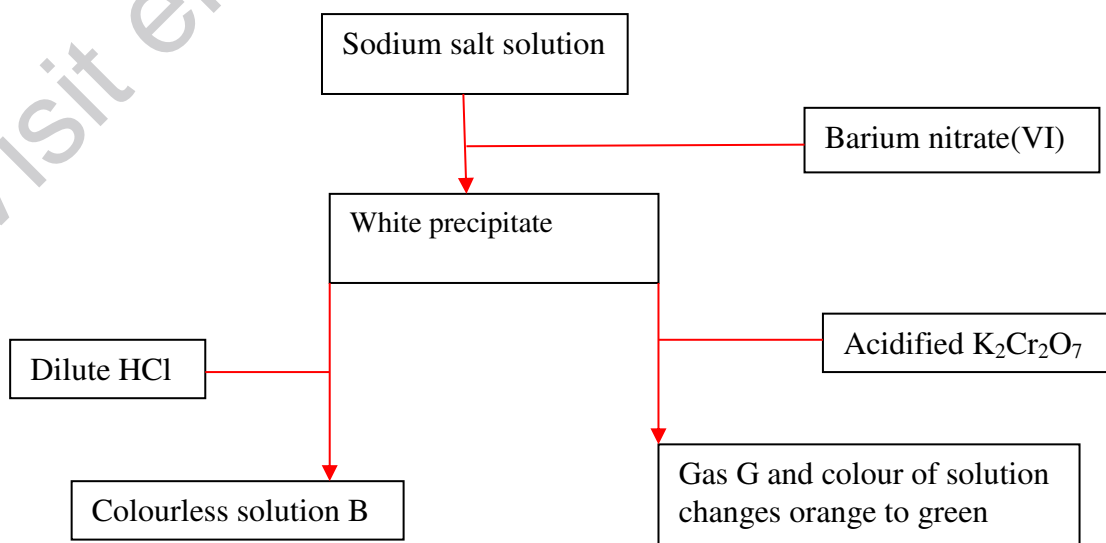 visit e
Sodium salt solution
Barium nitrate(VI)
White precipitate
Acidified K₂Cr₂O₇
Dilute HCl
Gas G and colour of solution
changes orange to green
Colourless solution B